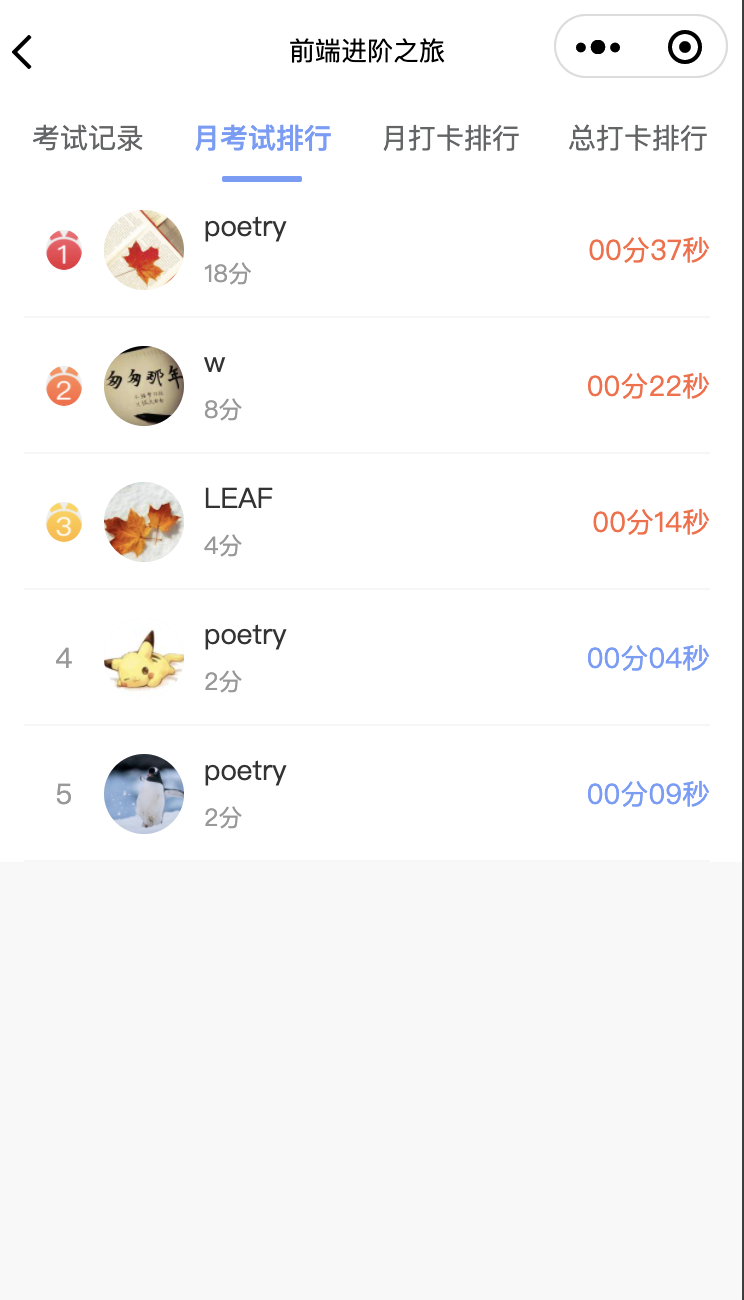 前端进阶之旅
考试记录 月考试排行 月打卡排行 总打卡排行
1 poetry 00分37秒
18分
2 w 00分22秒
8分
匆匆那年
3 LEAF 00分14秒
4分
4 poetry 00分04秒
2分
5 poetry 00分09秒
2分